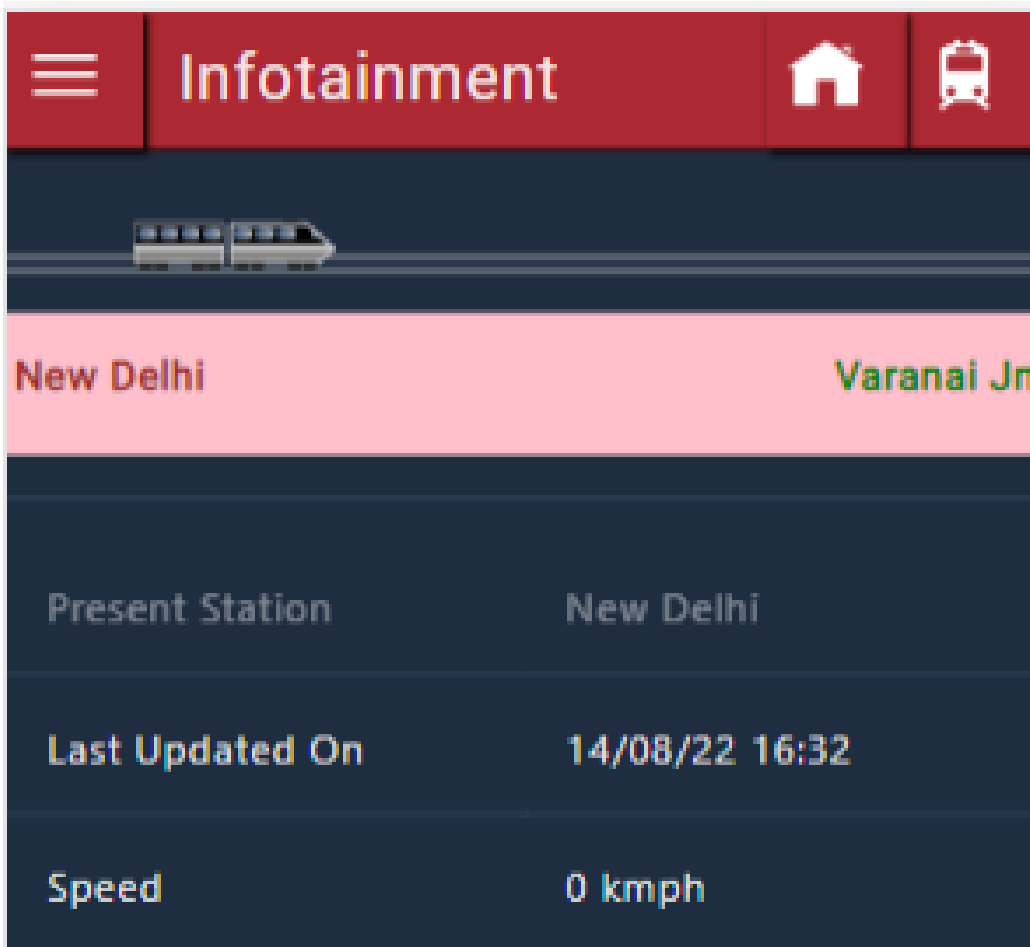 Infotainment
New Delhi Varanai Jn
Present Station New Delhi
Last Updated On 14/08/22 16:32
Speed 0 kmph